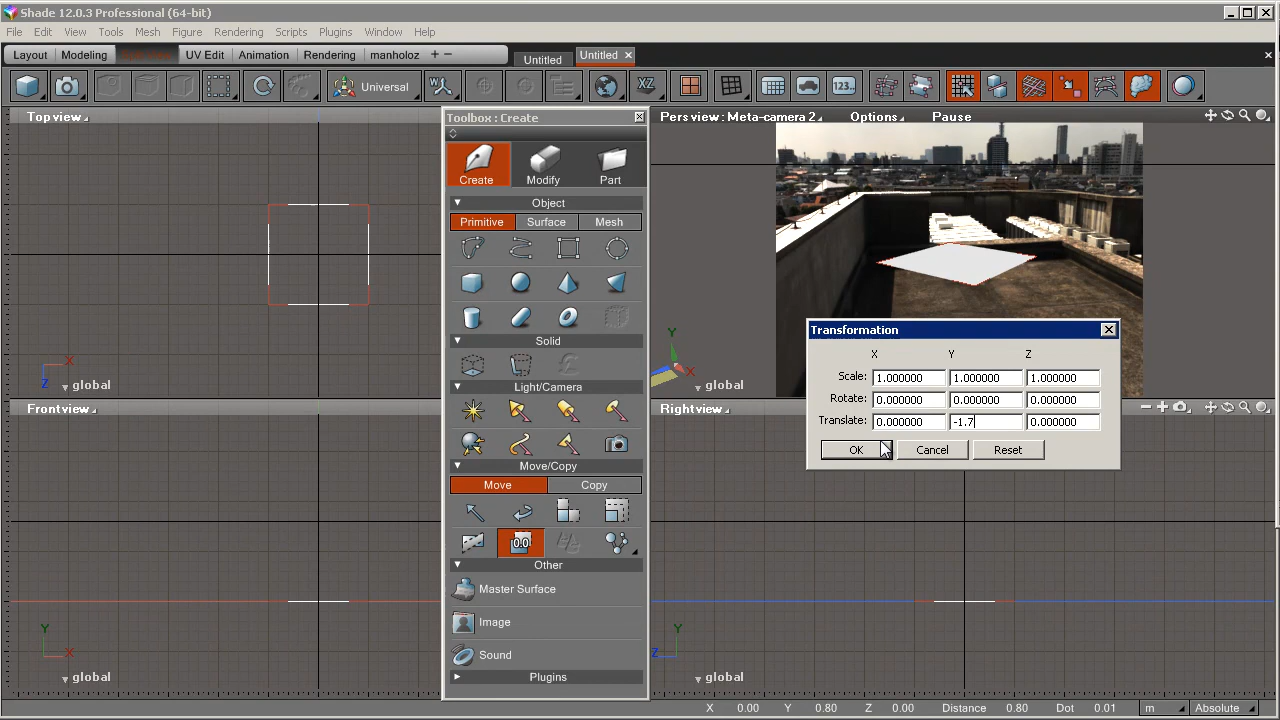 Shade 12.0.3 Professional (64-bit)
File Edit View Tools Mesh Figure Rendering Scripts Plugins Window Help
Layout Modeling UV Edit Animation Rendering manholoz + −
Untitled Untitled ×
Universal XZ 123..
Top view
Toolbox : Create
Pers view : Meta-camera 2 Options Pause
Create Modify Part
Object
Primitive Surface Mesh
Solid
Light/Camera
Move/Copy
Move Copy
0.0
Other
Master Surface
Image
Sound
Plugins
Transformation
X Y Z
Scale: 1.000000 1.000000 1.000000
Rotate: 0.000000 0.000000 0.000000
Translate: 0.000000 -1.7 0.000000
OK Cancel Reset
X
Z
global
Y
X
global
Frontview
Rightview
Y
X
global
Y
Z
global
X 0.00 Y 0.80 Z 0.00 Distance 0.80 Dot 0.01 m Absolute